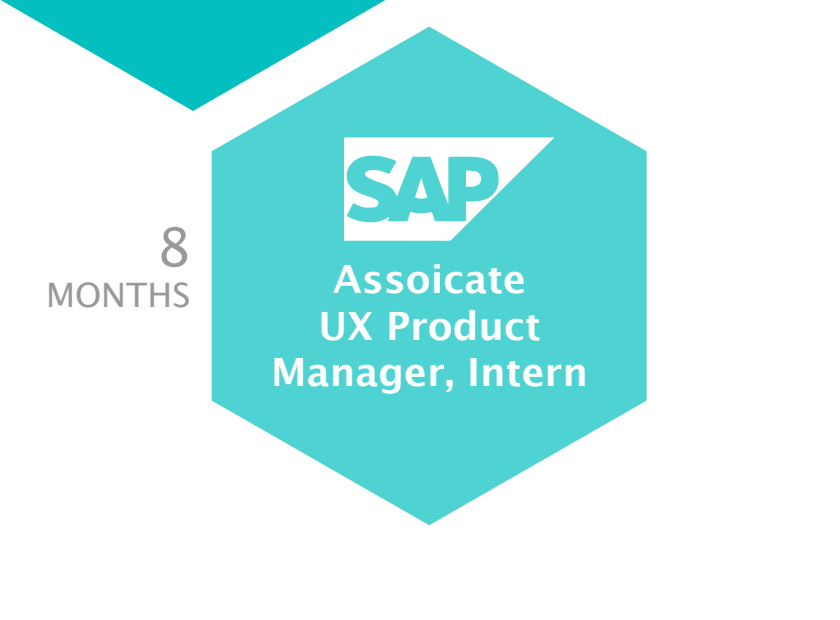 8
MONTHS
SAP
Assoicate
UX Product
Manager, Intern